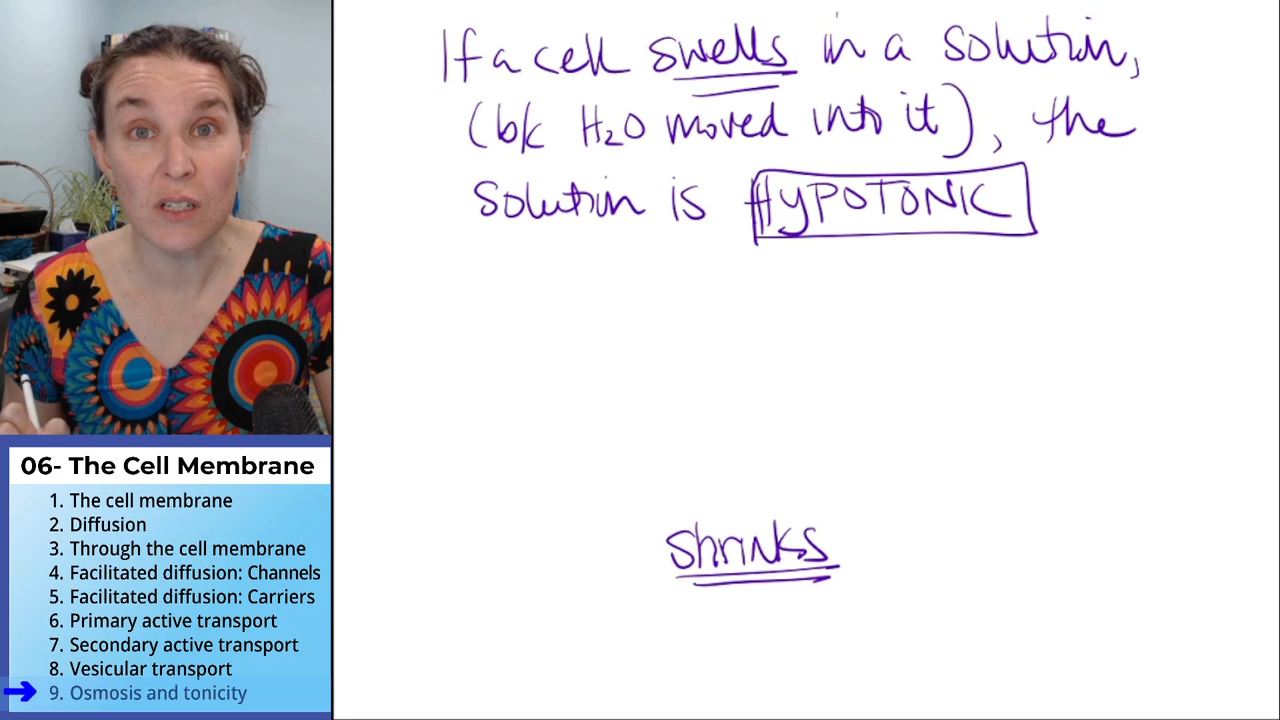 If a cell swells in a solution,
(b/c H₂O moved into it), the
solution is HYPOTONIC
shrinks
06- The Cell Membrane
1. The cell membrane
2. Diffusion
3. Through the cell membrane
4. Facilitated diffusion: Channels
5. Facilitated diffusion: Carriers
6. Primary active transport
7. Secondary active transport
8. Vesicular transport
9. Osmosis and tonicity